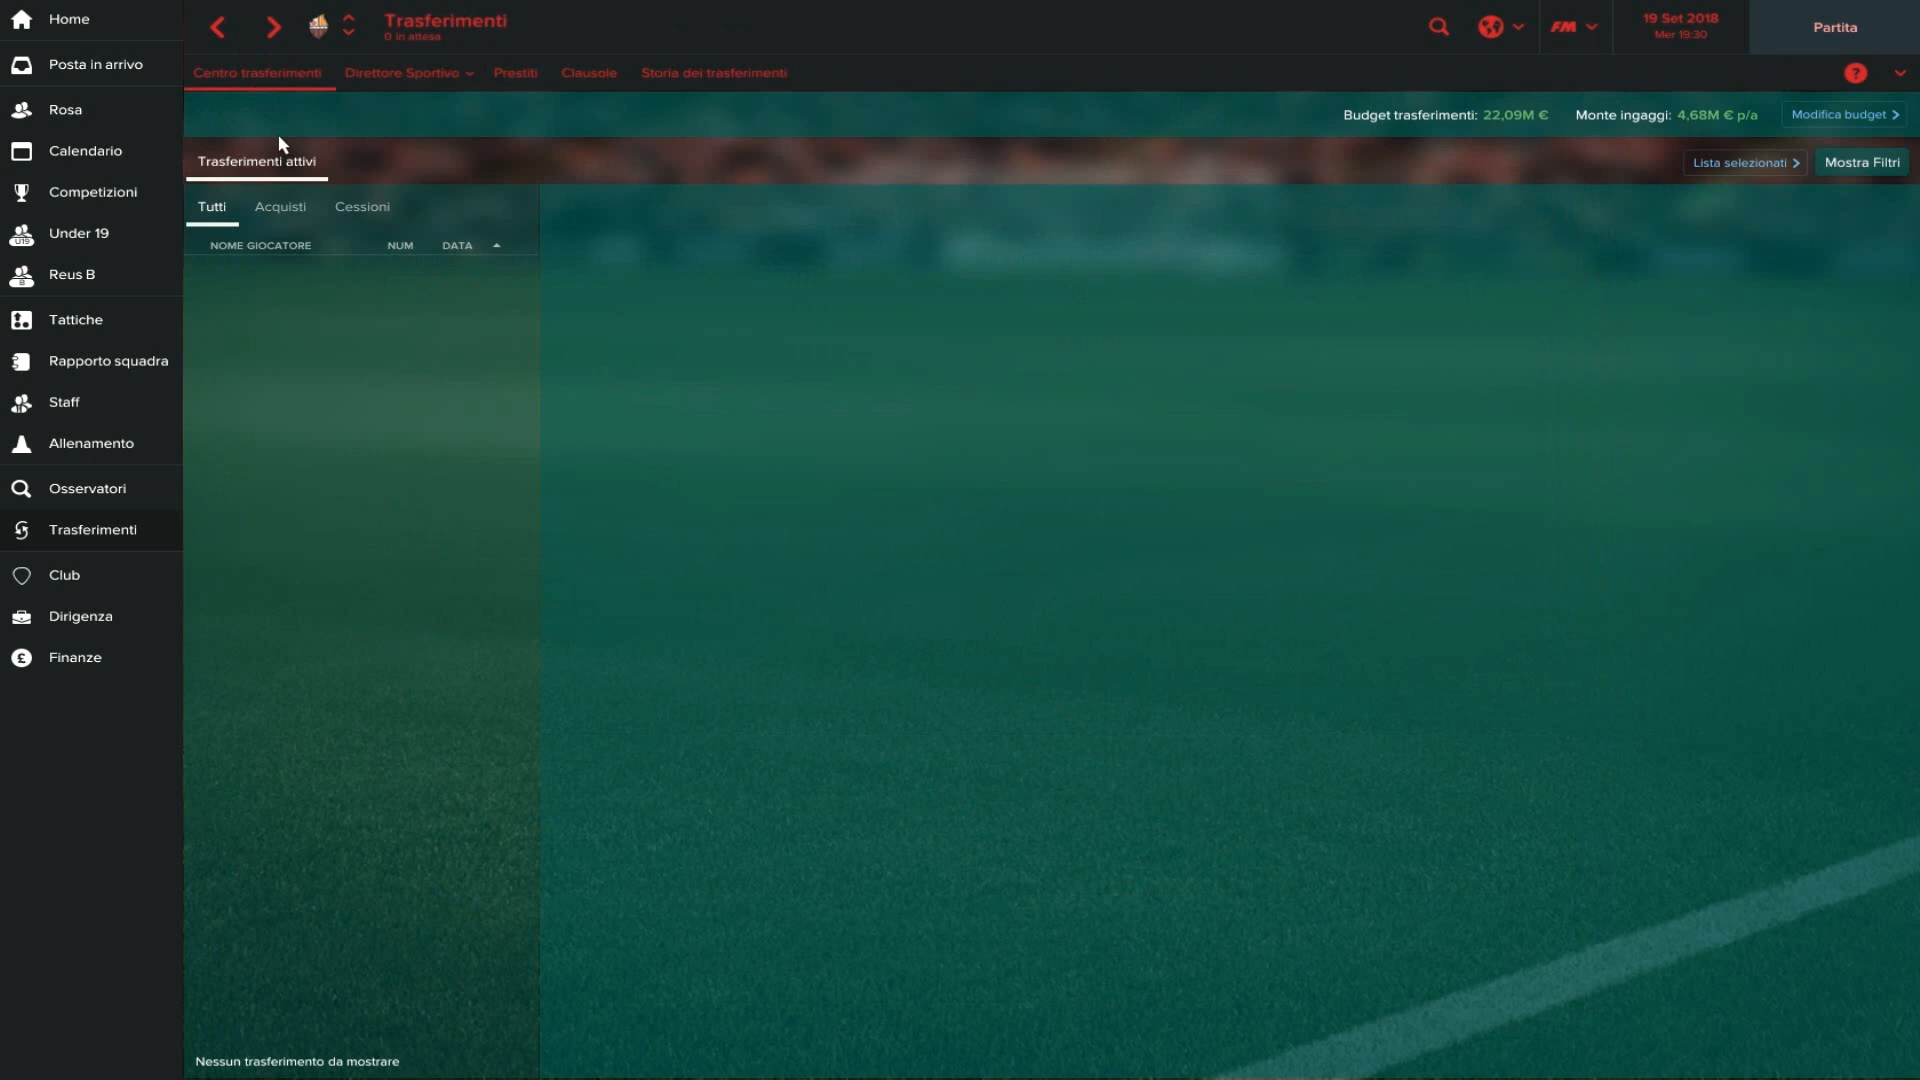 Home
Posta in arrivo
Rosa
Calendario
Competizioni
Under 19
U19
Reus B
B
Tattiche
Rapporto squadra
Staff
Allenamento
Osservatori
Trasferimenti
Club
Dirigenza
Finanze
Trasferimenti
0 in attesa
FM
19 Set 2018
Mer 19:30
Partita
Centro trasferimenti Direttore Sportivo Prestiti Clausole Storia dei trasferimenti
?
Budget trasferimenti: 22,09M € Monte ingaggi: 4,68M € p/a Modifica budget
Trasferimenti attivi
Lista selezionati Mostra Filtri
Tutti Acquisti Cessioni
NOME GIOCATORE NUM DATA
Nessun trasferimento da mostrare